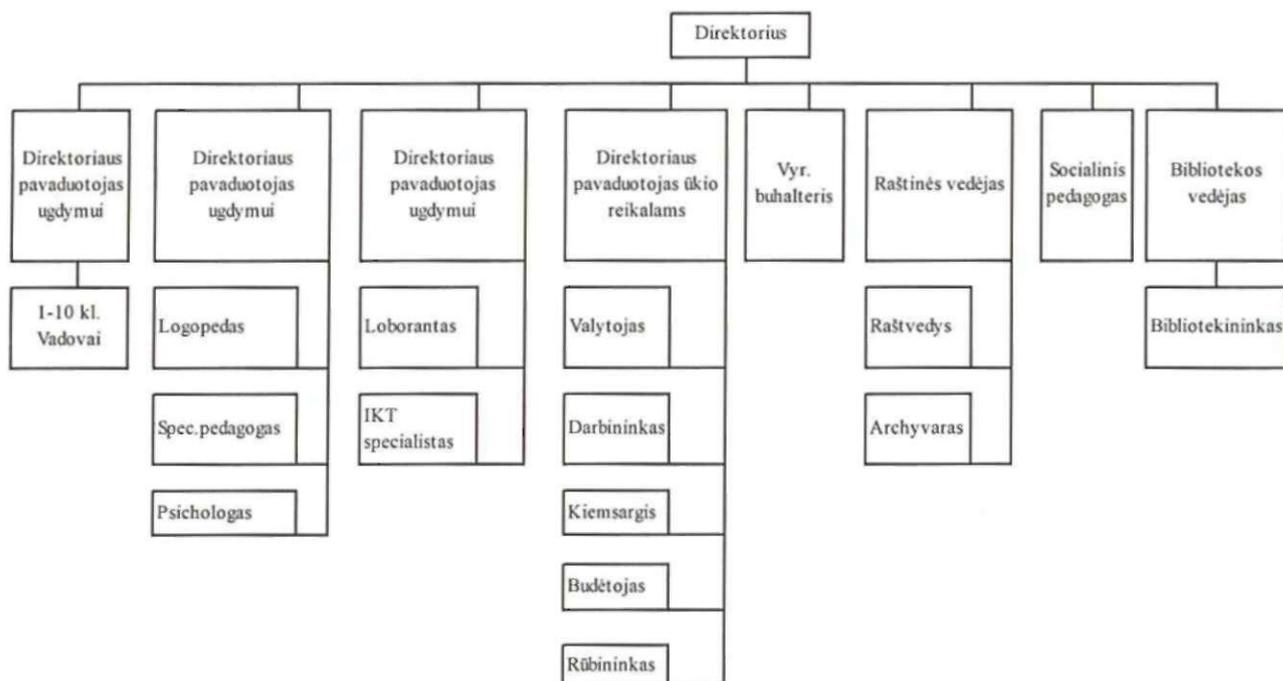 Direktorius
Direktoriaus
pavaduotojas
ugdymui
Direktoriaus
pavaduotojas
ugdymui
Direktoriaus
pavaduotojas
ugdymui
Direktoriaus
pavaduotojas ūkio
reikalams
Vyr.
buhalteris
Raštinės vedėjas
Socialinis
pedagogas
Bibliotekos
vedėjas
1-10 kl.
Vadovai
Logopedas
Loborantas
Valytojas
Raštvedys
Bibliotekininkas
Spec.pedagogas
IKT
specialistas
Darbininkas
Archyvaras
Psichologas
Kiemsargis
Budėtojas
Rūbininkas